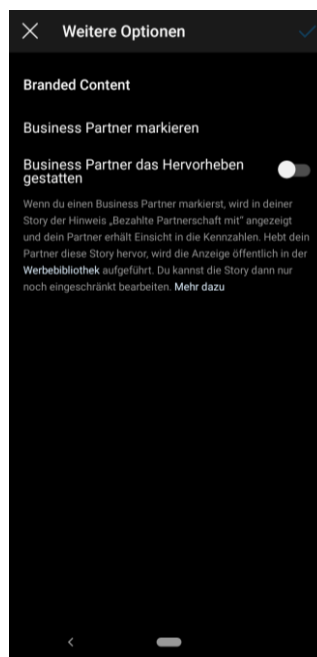 Weitere Optionen
Branded Content
Business Partner markieren
Business Partner das Hervorheben
gestatten
Wenn du einen Business Partner markierst, wird in deiner
Story der Hinweis „Bezahlte Partnerschaft mit" angezeigt
und dein Partner erhält Einsicht in die Kennzahlen. Hebt dein
Partner diese Story hervor, wird die Anzeige öffentlich in der
Werbebibliothek aufgeführt. Du kannst die Story dann nur
noch eingeschränkt bearbeiten. Mehr dazu